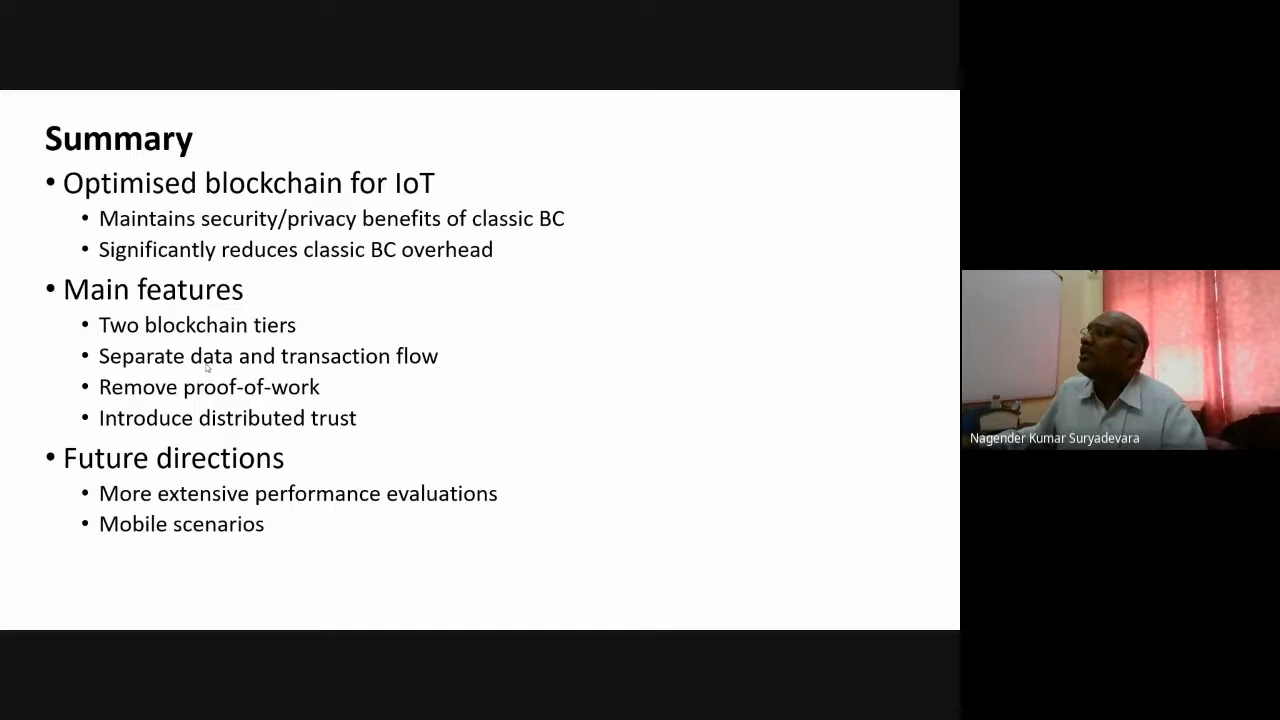 Summary
• Optimised blockchain for IoT
• Maintains security/privacy benefits of classic BC
• Significantly reduces classic BC overhead
• Main features
• Two blockchain tiers
• Separate data and transaction flow
• Remove proof-of-work
• Introduce distributed trust
• Future directions
• More extensive performance evaluations
• Mobile scenarios
Nagender Kumar Suryadevara